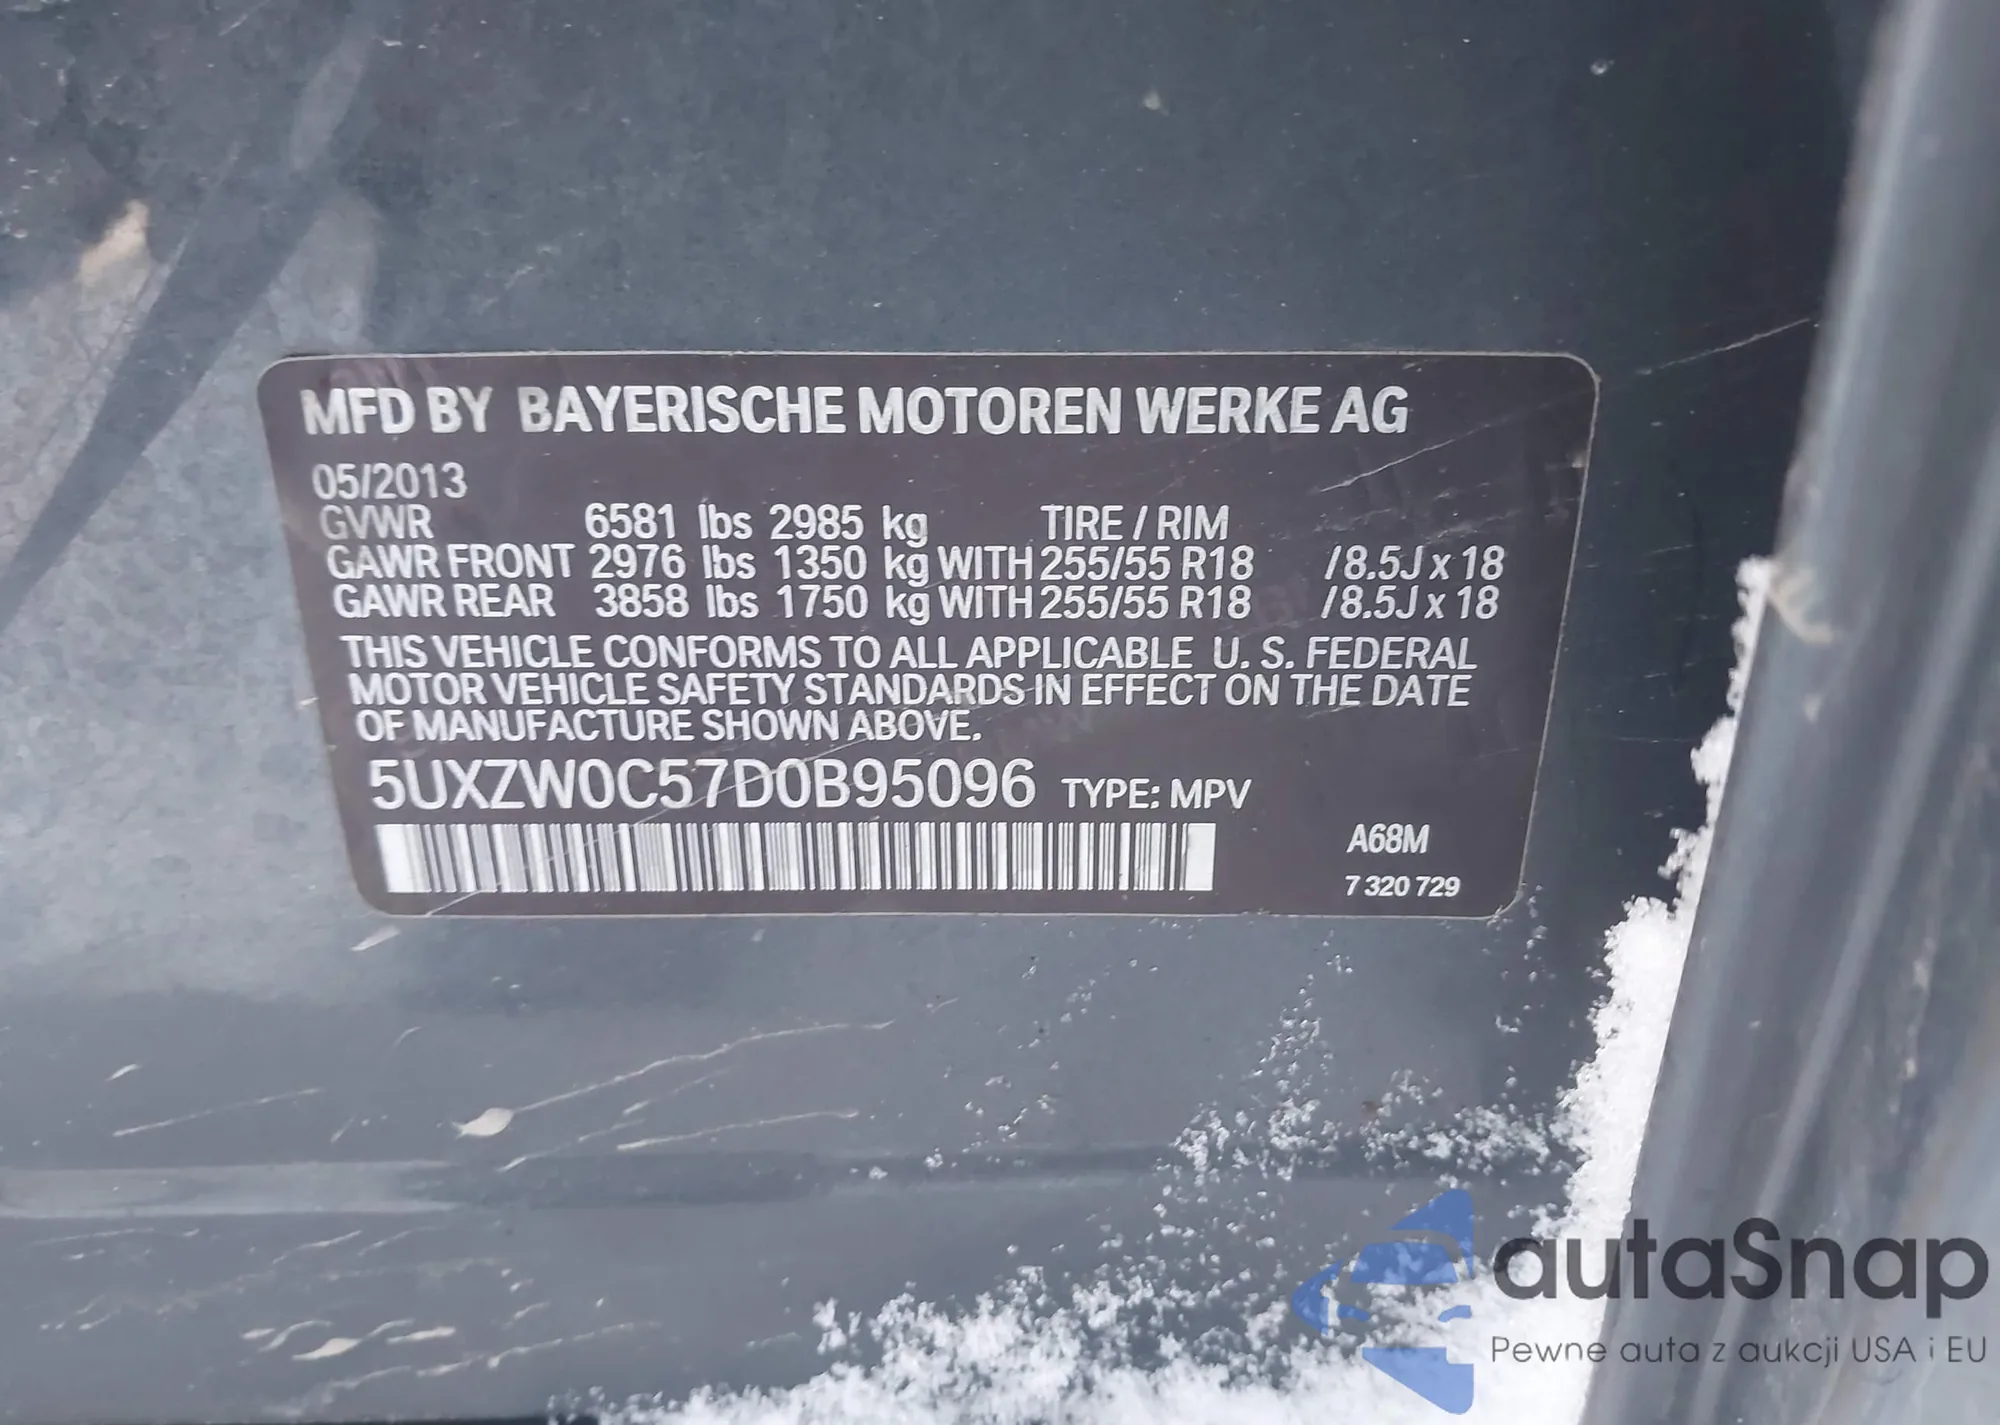 MFD BY BAYERISCHE MOTOREN WERKE AG
05/2013
GVWR 6581 lbs 2985 kg TIRE / RIM
GAWR FRONT 2976 lbs 1350 kg WITH 255/55 R18 / 8.5J x 18
GAWR REAR 3858 lbs 1750 kg WITH 255/55 R18 / 8.5J x 18
THIS VEHICLE CONFORMS TO ALL APPLICABLE U. S. FEDERAL
MOTOR VEHICLE SAFETY STANDARDS IN EFFECT ON THE DATE
OF MANUFACTURE SHOWN ABOVE.
5UXZW0C57D0B95096 TYPE: MPV
A68M
7 320 729
autaSnap
Pewne auta z aukcji USA i EU